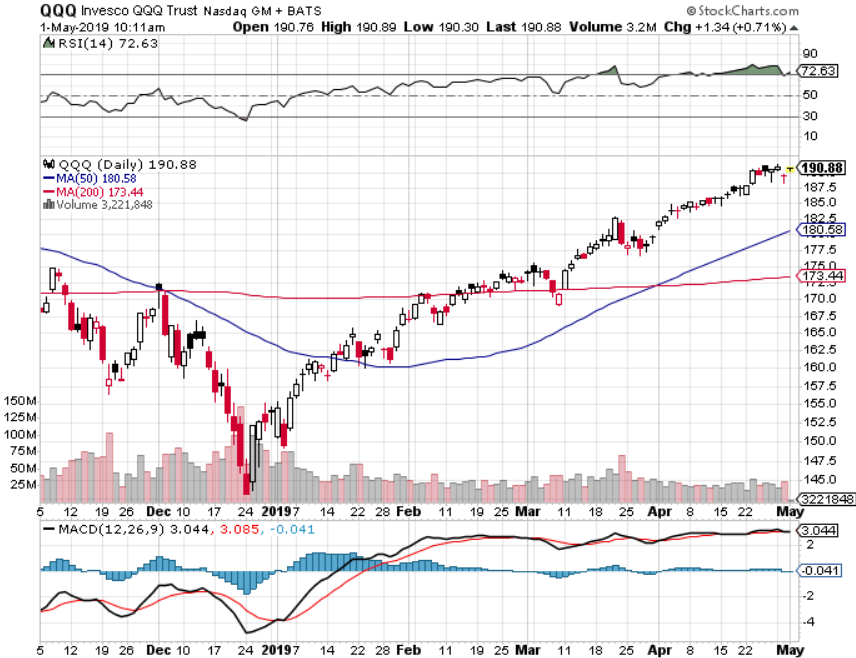 QQQ Invesco QQQ Trust Nasdaq GM + BATS © StockCharts.com
1-May-2019 10:11am Open 190.76 High 190.89 Low 190.30 Last 190.88 Volume 3.2M Chg +1.34 (+0.71%)
RSI(14) 72.63
90
72.63
50
30
10
QQQ (Daily) 190.88
MA(50) 180.58
MA(200) 173.44
Volume 3,221,848
190.88
187.5
185.0
182.5
180.58
177.5
175.0
173.44
172.5
170.0
167.5
165.0
162.5
160.0
157.5
155.0
152.5
150.0
147.5
145.0
150M
125M
100M
75M
50M
25M
3221848
5 12 19 26 Dec 10 17 24 2019 7 14 22 28 Feb 11 19 25 Mar 11 18 25 Apr 8 15 22 May
MACD(12,26,9) 3.044, 3.085, -0.041
3.044
2
-0.041
-2
-4
5 12 19 26 Dec 10 17 24 2019 7 14 22 28 Feb 11 19 25 Mar 11 18 25 Apr 8 15 22 May